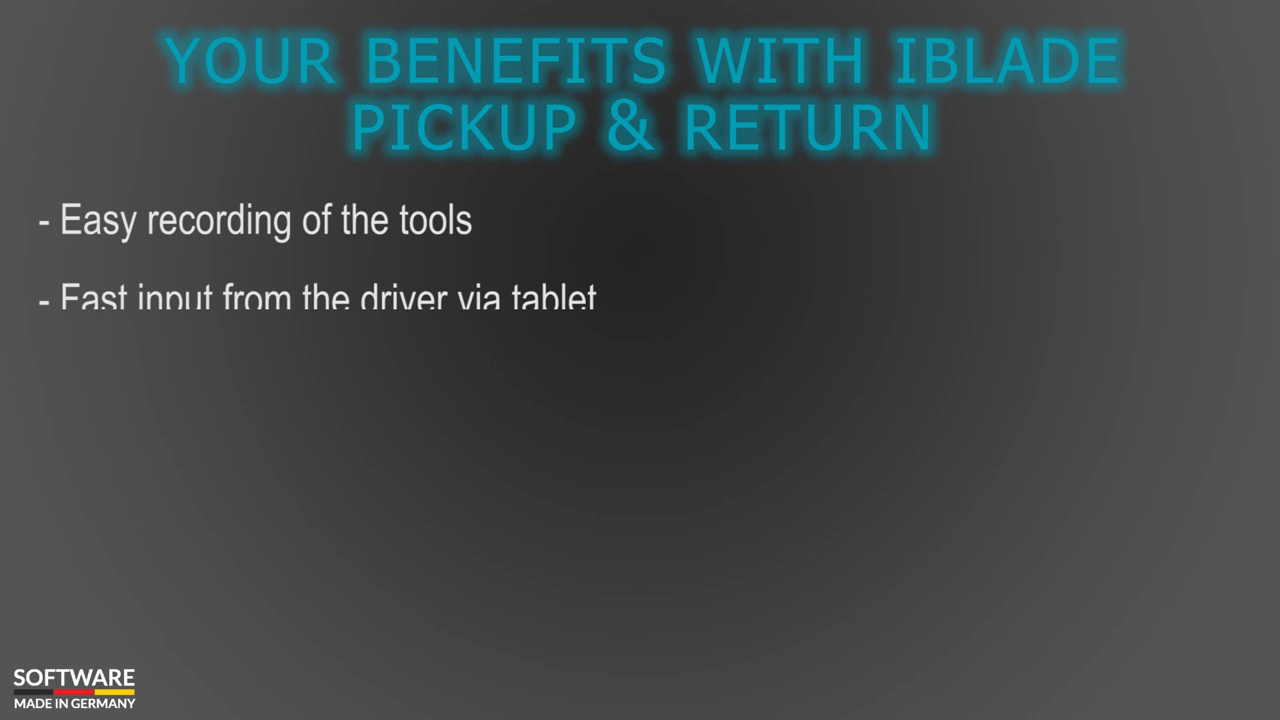 YOUR BENEFITS WITH IBLADE
PICKUP & RETURN
- Easy recording of the tools
- Fast input from the driver via tablet
SOFTWARE
MADE IN GERMANY